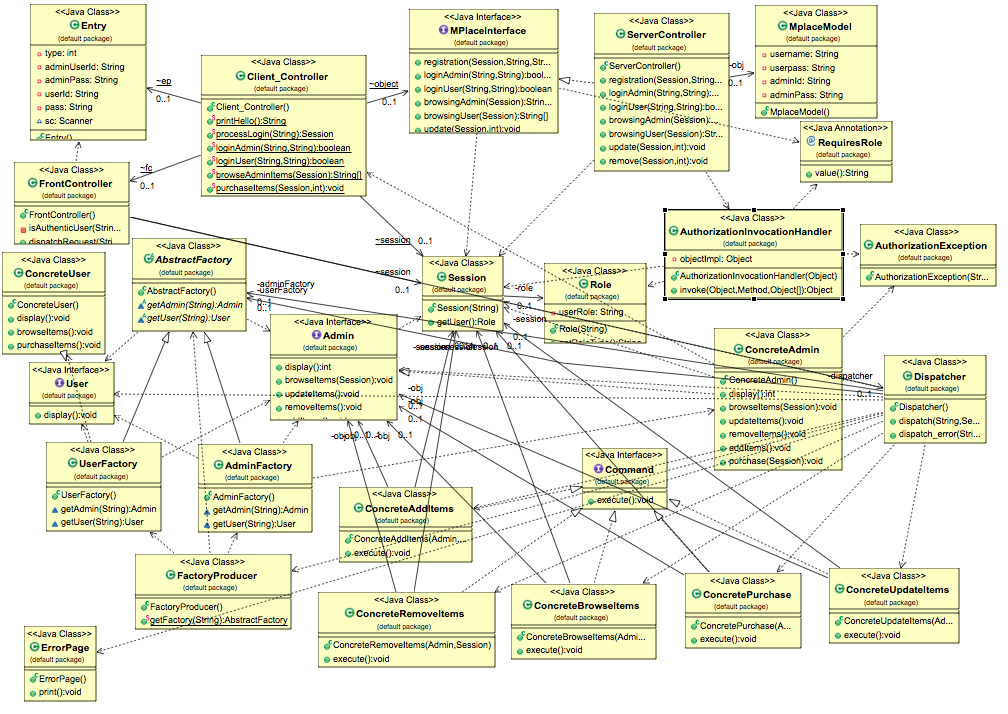 <<Java Class>>
Entry
(default package)
type: int
adminUserId: String
adminPass: String
userId: String
pass: String
sc: Scanner
Entry()
<<Java Class>>
Client_Controller
(default package)
Client_Controller()
printHello():String
processLogin(String):Session
loginAdmin(String,String):boolean
loginUser(String,String):boolean
browseAdminItems(Session):String[]
purchaseItems(Session,int):void
<<Java Interface>>
MPlaceInterface
(default package)
registration(Session,String,Str...
loginAdmin(String,String):bool...
loginUser(String,String):boolean
browsingAdmin(Session):Strin...
browsingUser(Session):String[]
update(Session,int):void
<<Java Class>>
ServerController
(default package)
ServerController()
registration(Session,String,...
loginAdmin(String,String):...
loginUser(String,String):bo...
browsingAdmin(Session):...
browsingUser(Session):Str...
update(Session,int):void
remove(Session,int):void
<<Java Class>>
MplaceModel
(default package)
username: String
userpass: String
adminId: String
adminPass: String
MplaceModel()
~ep
0..1
~object
0..1
-obj
0..1
~fc
0..1
<<Java Annotation>>
RequiresRole
(default package)
value():String
<<Java Class>>
FrontController
(default package)
FrontController()
isAuthenticUser(Strin...
dispatchRequest(Stri...
<<Java Class>>
AuthorizationInvocationHandler
(default package)
objectImpl: Object
AuthorizationInvocationHandler(Object)
invoke(Object,Method,Object[]):Object
<<Java Class>>
AuthorizationException
(default package)
AuthorizationException(Str...
<<Java Class>>
ConcreteUser
(default package)
ConcreteUser()
display():void
browseItems():void
purchaseItems():void
<<Java Class>>
AbstractFactory
(default package)
AbstractFactory()
getAdmin(String):Admin
getUser(String):User
~session 0..1
~session
0..1
-adminFactory
-userFactory
0..1
0..1
<<Java Class>>
Session
(default package)
Session(String)
getUser():Role
-role
0..1
-session
0..1
<<Java Class>>
Role
(default package)
userRole: String
Role(String)
<<Java Interface>>
Admin
(default package)
display():int
browseItems(Session):void
updateItems():void
removeItems():void
<<Java Interface>>
User
(default package)
display():void
<<Java Class>>
ConcreteAdmin
(default package)
ConcreteAdmin()
display():int
browseItems(Session):void
updateItems():void
removeItems():void
addItems():void
purchase(Session):void
-dispatcher
0..1
<<Java Class>>
Dispatcher
(default package)
Dispatcher()
dispatch(String,Se...
dispatch_error(Stri...
-obj
-obj
0..1
0..1
0..1
<<Java Class>>
UserFactory
(default package)
UserFactory()
getAdmin(String):Admin
getUser(String):User
<<Java Class>>
AdminFactory
(default package)
AdminFactory()
getAdmin(String):Admin
getUser(String):User
<<Java Interface>>
Command
(default package)
execute():void
<<Java Class>>
ConcreteAddItems
(default package)
ConcreteAddItems(Admin,...
execute():void
<<Java Class>>
FactoryProducer
(default package)
FactoryProducer()
getFactory(String):AbstractFactory
<<Java Class>>
ConcreteRemoveItems
(default package)
ConcreteRemoveItems(Admin,Session)
execute():void
<<Java Class>>
ConcreteBrowseItems
(default package)
ConcreteBrowseItems(Admi...
execute():void
<<Java Class>>
ConcretePurchase
(default package)
ConcretePurchase(A...
execute():void
<<Java Class>>
ConcreteUpdateItems
(default package)
ConcreteUpdateItems(Ad...
execute():void
<<Java Class>>
ErrorPage
(default package)
ErrorPage()
print():void